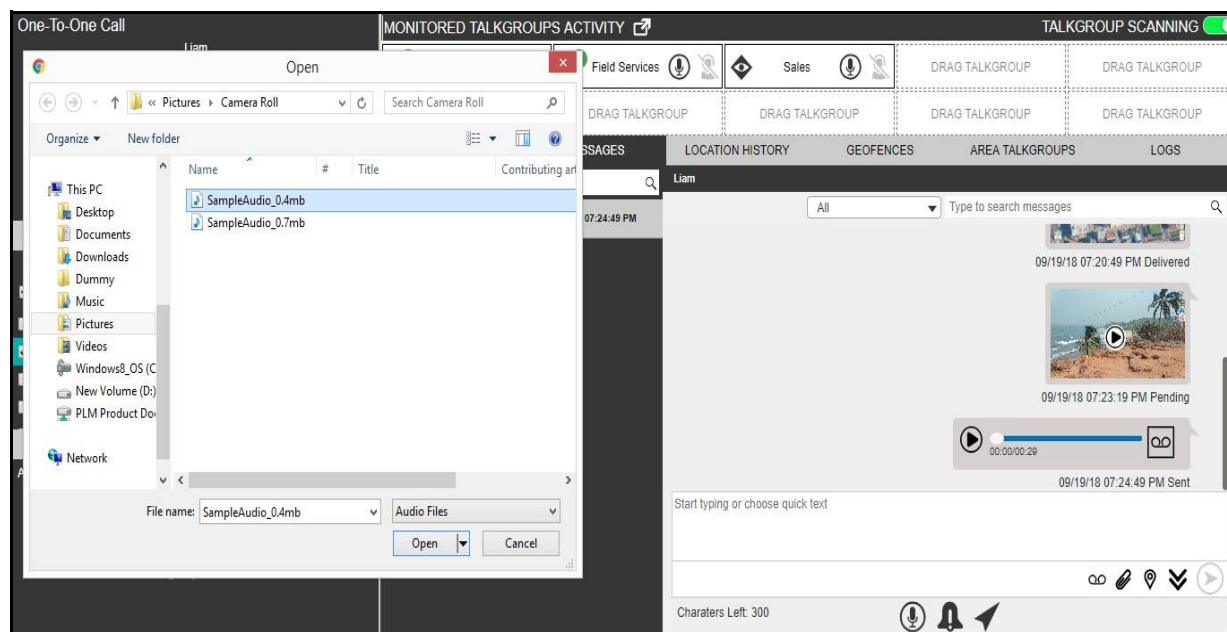 One-To-One Call
MONITORED TALKGROUPS ACTIVITY
TALKGROUP SCANNING
Liam
Open
Field Services
Sales
DRAG TALKGROUP
DRAG TALKGROUP
« Pictures Camera Roll
Search Camera Roll
DRAG TALKGROUP
DRAG TALKGROUP
DRAG TALKGROUP
DRAG TALKGROUP
Organize
New folder
SSAGES
LOCATION HISTORY
GEOFENCES
AREA TALKGROUPS
LOGS
Name
#
Title
Contributing art
This PC
Desktop
Documents
Downloads
Dummy
Music
Pictures
Videos
Windows8_OS (C
New Volume (D:)
PLM Product Do
Network
SampleAudio_0.4mb
SampleAudio_0.7mb
File name:
SampleAudio_0.4mb
Audio Files
Open
Cancel
07:24:49 PM
Liam
All
Type to search messages
09/19/18 07:20:49 PM Delivered
09/19/18 07:23:19 PM Pending
00:00/00:29
09/19/18 07:24:49 PM Sent
Start typing or choose quick text
Charaters Left: 300